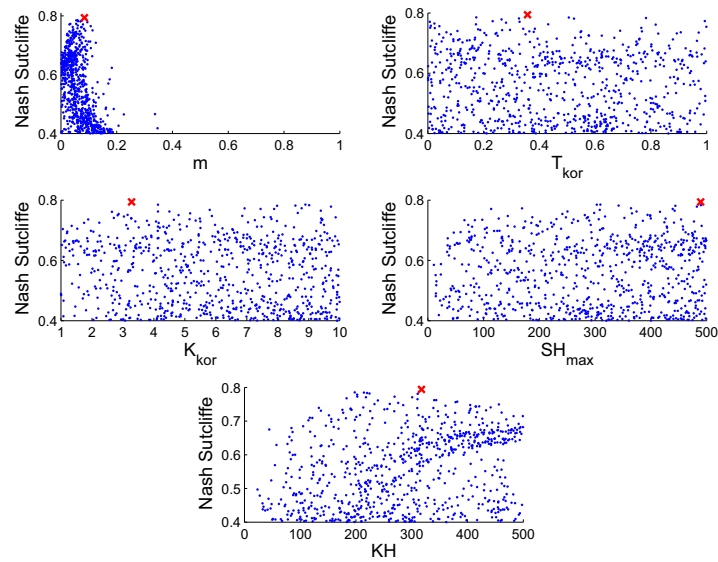 Nash Sutcliffe
0.8
0.6
0.4
0 0.2 0.4 0.6 0.8 1
m
Nash Sutcliffe
0.8
0.6
0.4
0 0.2 0.4 0.6 0.8 1
T_kor
Nash Sutcliffe
0.8
0.6
0.4
1 2 3 4 5 6 7 8 9 10
K_kor
Nash Sutcliffe
0.8
0.6
0.4
0 100 200 300 400 500
SH_max
Nash Sutcliffe
0.8
0.7
0.6
0.5
0.4
0 100 200 300 400 500
KH